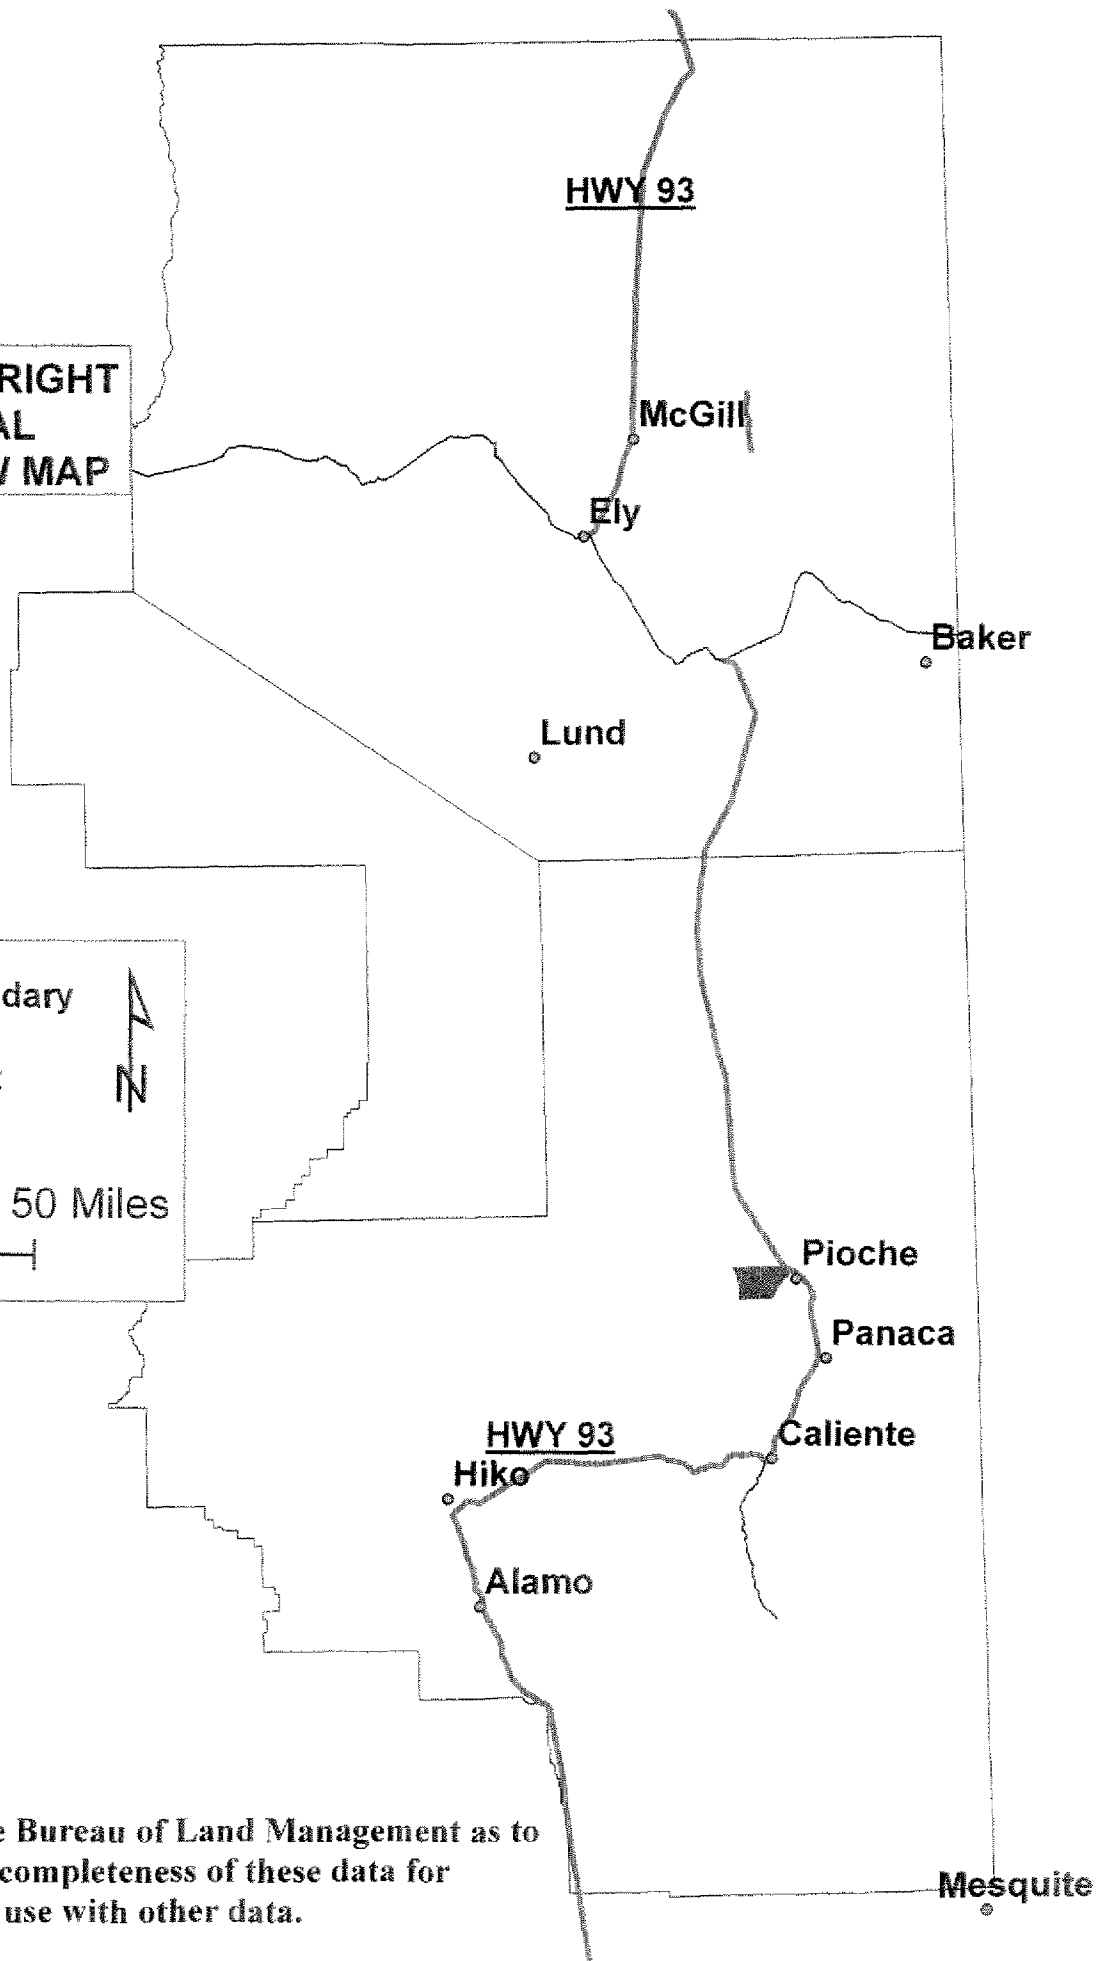 HWY 93
RIGHT
AL
MAP
McGill
Ely
Baker
Lund
dary
N
50 Miles
Pioche
Panaca
Caliente
HWY 93
Hiko
Alamo
e Bureau of Land Management as to
completeness of these data for
use with other data.
Mesquite